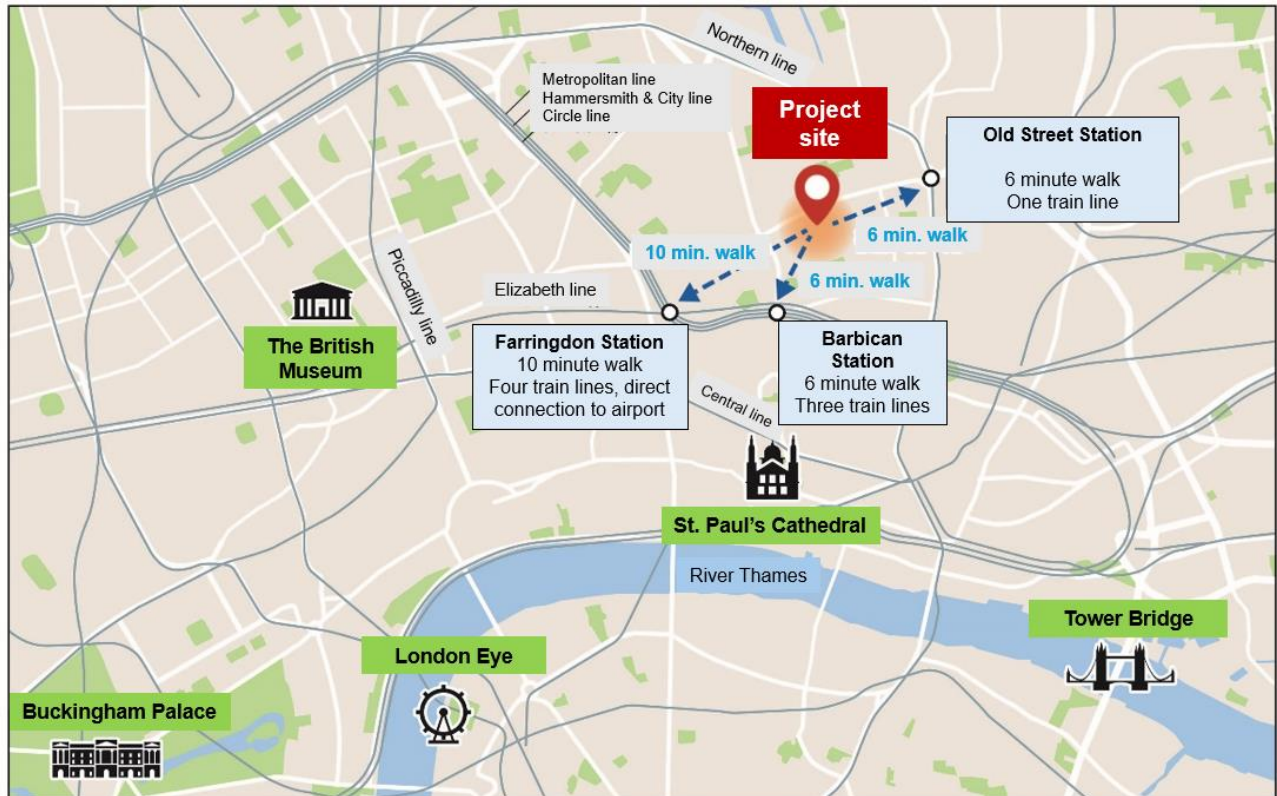 Northern line
Metropolitan line
Hammersmith & City line
Circle line
Project
site
Old Street Station
6 minute walk
One train line
10 min. walk
6 min. walk
6 min. walk
Piccadilly line
Elizabeth line
The British
Museum
Farringdon Station
10 minute walk
Four train lines, direct
connection to airport
Barbican
Station
6 minute walk
Three train lines
Central line
St. Paul's Cathedral
River Thames
Tower Bridge
London Eye
Buckingham Palace